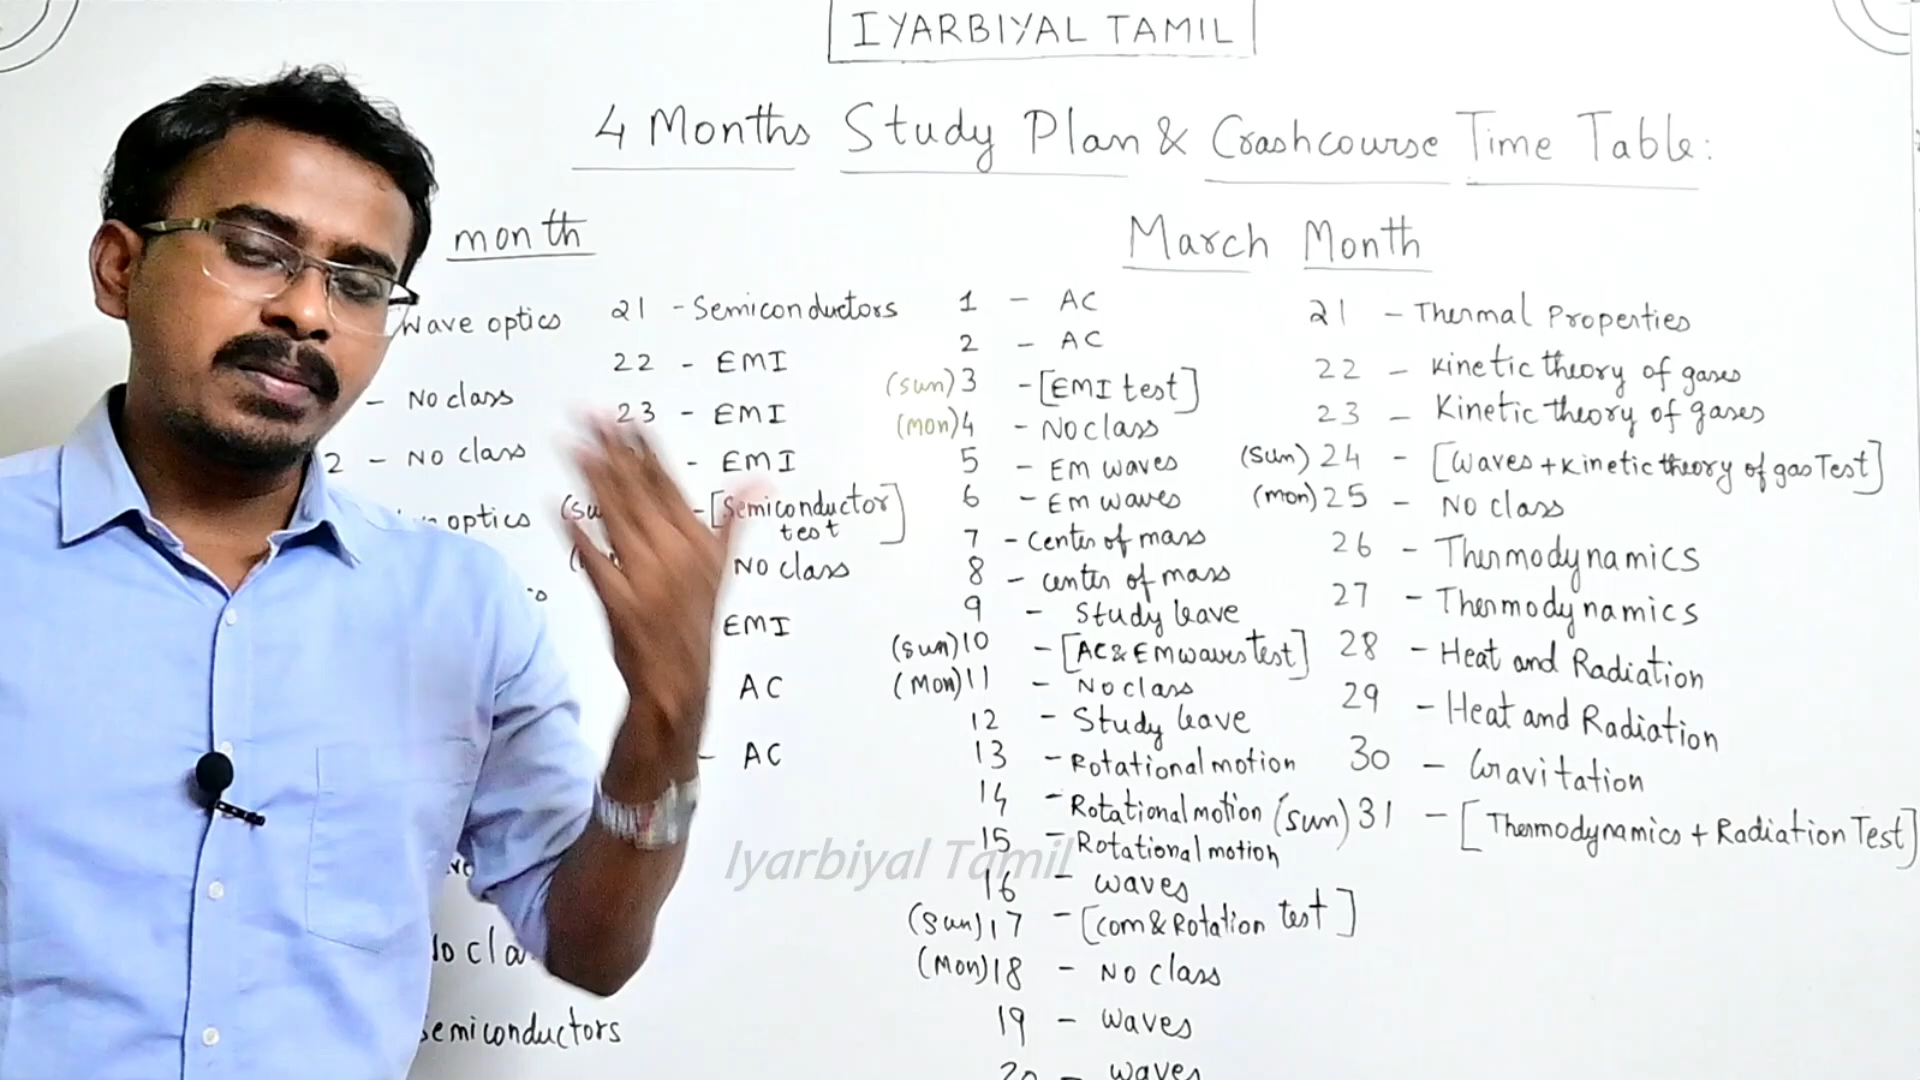 IYARBIYAL TAMIL
4 Months Study Plan & Crashcourse Time Table:
month
Wave optics
- No class
2 - No class
optics
No cla
semiconductors
21 - Semiconductors
22 - EMI
23 - EMI
- EMI
(su - [Semiconductor
test]
No class
EMI
AC
- AC
March Month
1 - AC
2 - AC
(sun) 3 - [EMI test]
(mon) 4 - No class
5 - EM waves
6 - EM waves
7 - Center of mass
8 - center of mass
9 - Study leave
(sun) 10 - [AC & EM waves Test]
(Mon) 11 - No class
12 - Study leave
13 - Rotational motion
14 - Rotational motion
15 - Rotational motion
16 - waves
(Sun) 17 - [com & Rotation test]
(Mon) 18 - No class
19 - waves
20 - waves
21 - Thermal Properties
22 - Kinetic theory of gases
23 - Kinetic theory of gases
(Sun) 24 - [Waves + Kinetic theory of gas Test]
(mon) 25 - No class
26 - Thermodynamics
27 - Thermodynamics
28 - Heat and Radiation
29 - Heat and Radiation
30 - Gravitation
(sun) 31 - [Thermodynamics + Radiation Test]
Iyarbiyal Tamil